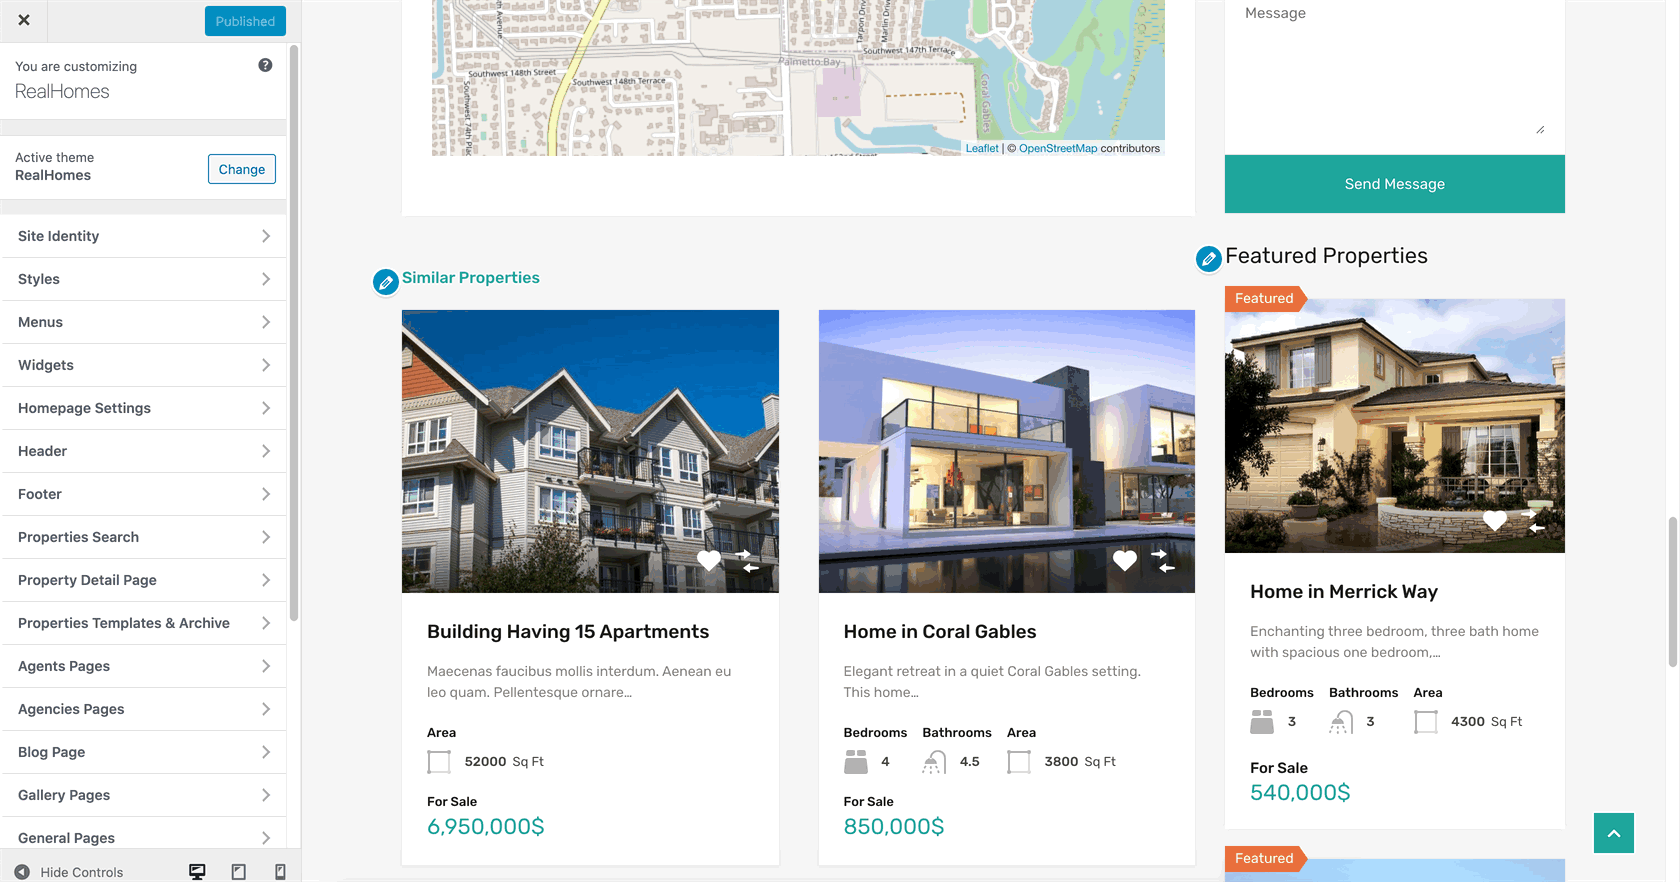 Published
You are customizing
RealHomes
Active theme
RealHomes
Change
Site Identity
Styles
Menus
Widgets
Homepage Settings
Header
Footer
Properties Search
Property Detail Page
Properties Templates & Archive
Agents Pages
Agencies Pages
Blog Page
Gallery Pages
General Pages
Hide Controls
Southwest 148th Street
Southwest 148th Terrace
Southwest 147th Terrace
Palmetto Bay
Coral Gables
Tarpon Driv
Marlin Drive
Leaflet | © OpenStreetMap contributors
Message
Send Message
Similar Properties
Building Having 15 Apartments
Maecenas faucibus mollis interdum. Aenean eu
leo quam. Pellentesque ornare…
Area
52000 Sq Ft
For Sale
6,950,000$
Home in Coral Gables
Elegant retreat in a quiet Coral Gables setting.
This home…
Bedrooms Bathrooms Area
4 4.5 3800 Sq Ft
For Sale
850,000$
Featured Properties
Featured
Home in Merrick Way
Enchanting three bedroom, three bath home
with spacious one bedroom,…
Bedrooms Bathrooms Area
3 3 4300 Sq Ft
For Sale
540,000$
Featured